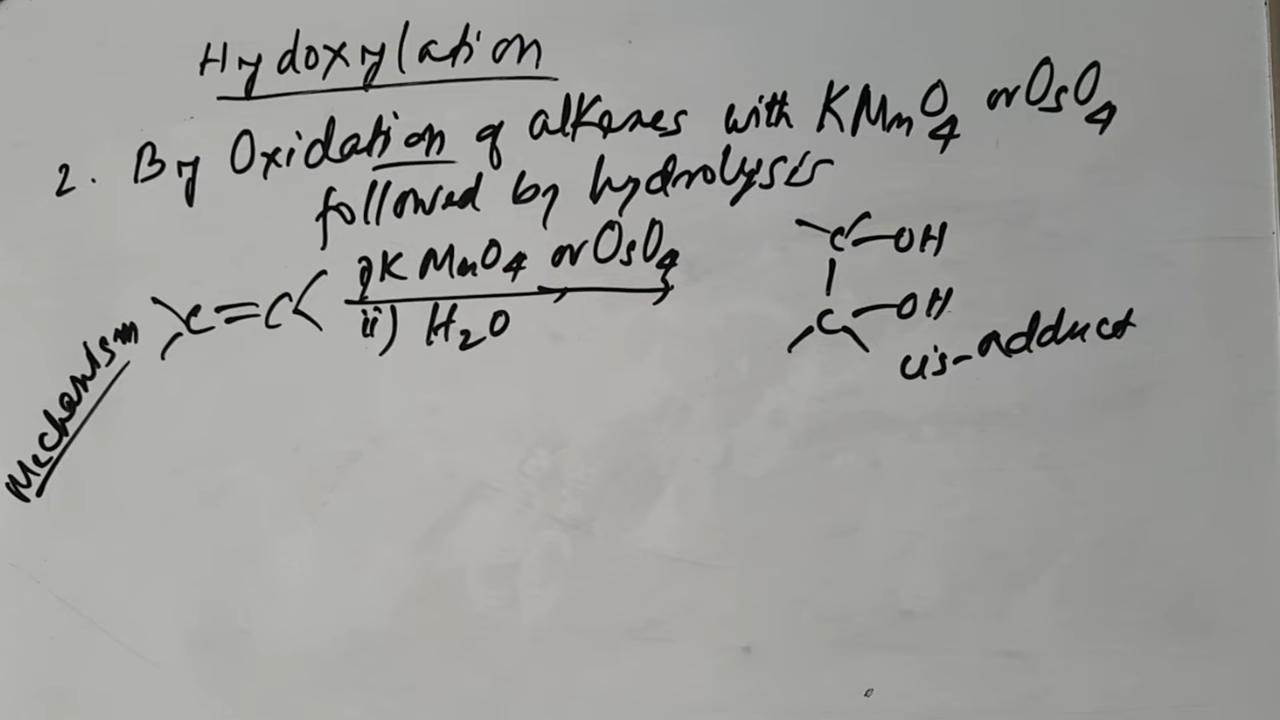 Hydoxylation
2. By Oxidation of alkenes with KMnO4 or OsO4
followed by hydrolysis
Mechanism
C=C
i) KMnO4 or OsO4
ii) H2O
C-OH
C-OH
cis-adduct